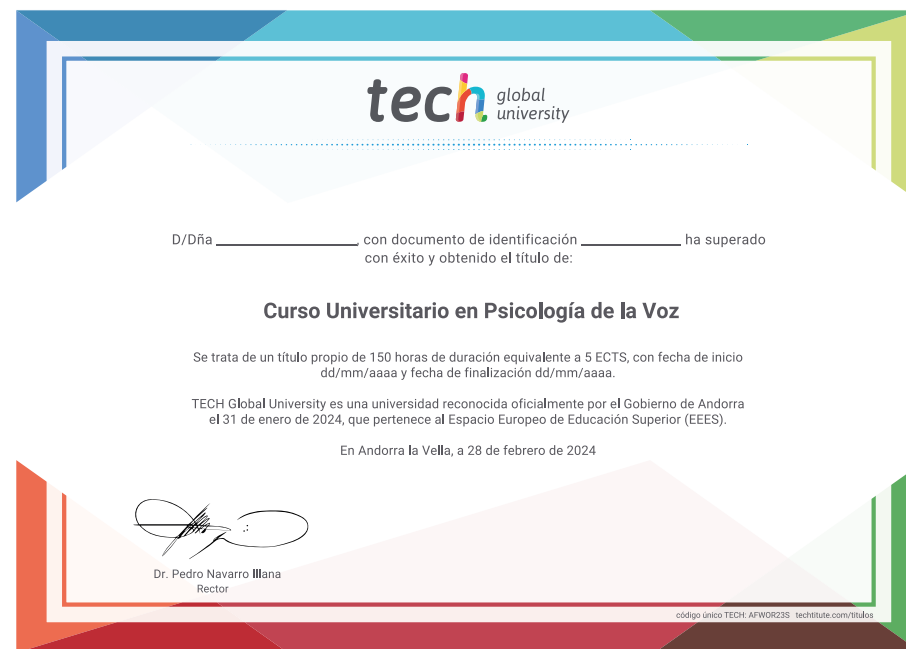 tech global
university
D/Dña ____________________, con documento de identificación ______________ ha superado
con éxito y obtenido el título de:
Curso Universitario en Psicología de la Voz
Se trata de un título propio de 150 horas de duración equivalente a 5 ECTS, con fecha de inicio
dd/mm/aaaa y fecha de finalización dd/mm/aaaa.
TECH Global University es una universidad reconocida oficialmente por el Gobierno de Andorra
el 31 de enero de 2024, que pertenece al Espacio Europeo de Educación Superior (EEES).
En Andorra la Vella, a 28 de febrero de 2024
Dr. Pedro Navarro Illana
Rector
código único TECH: AFWOR23S techtitute.com/titulos